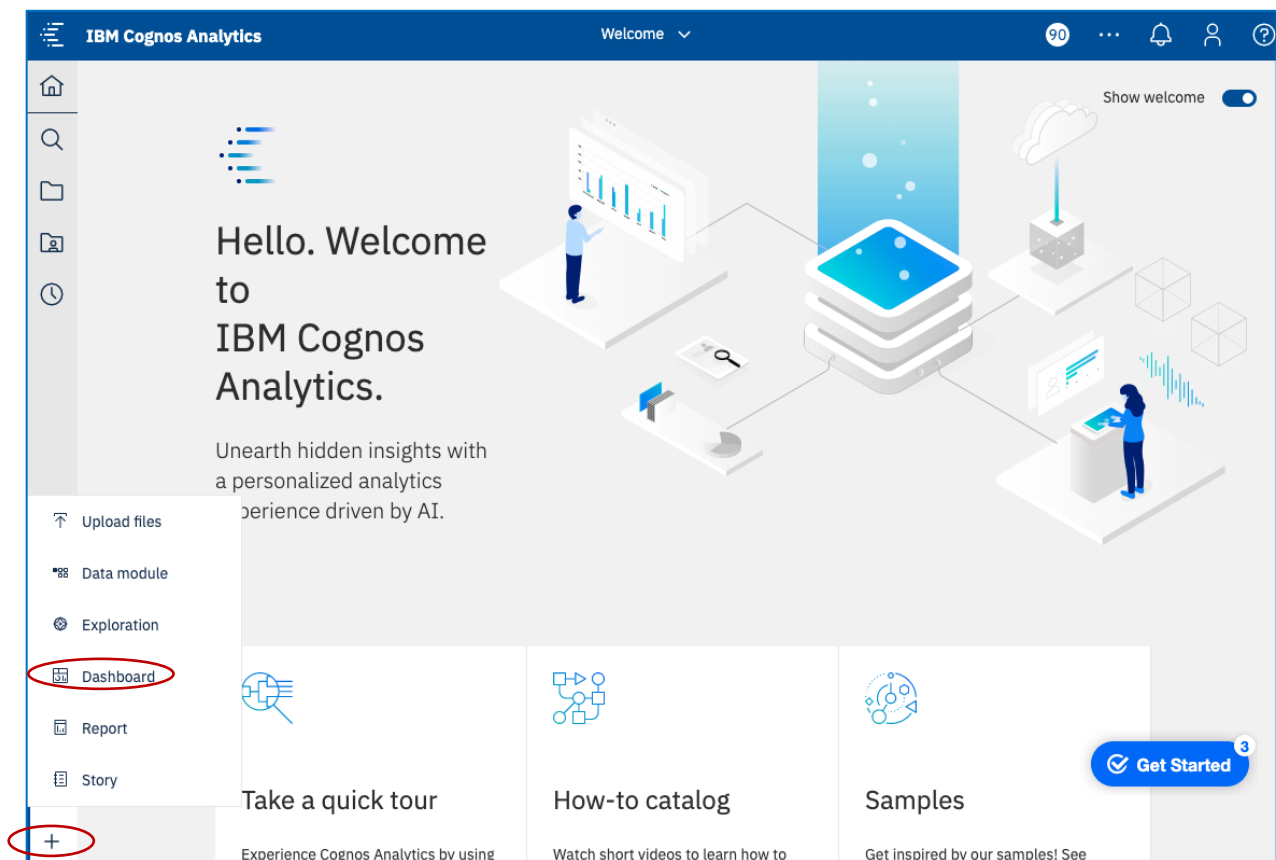 IBM Cognos Analytics
Welcome
90
Show welcome
Hello. Welcome
to
IBM Cognos
Analytics.
Unearth hidden insights with
a personalized analytics
perience driven by AI.
Upload files
Data module
Exploration
Dashboard
Report
Story
Take a quick tour
Experience Cognos Analytics by using
How-to catalog
Watch short videos to learn how to
Samples
Get inspired by our samples! See
3
Get Started